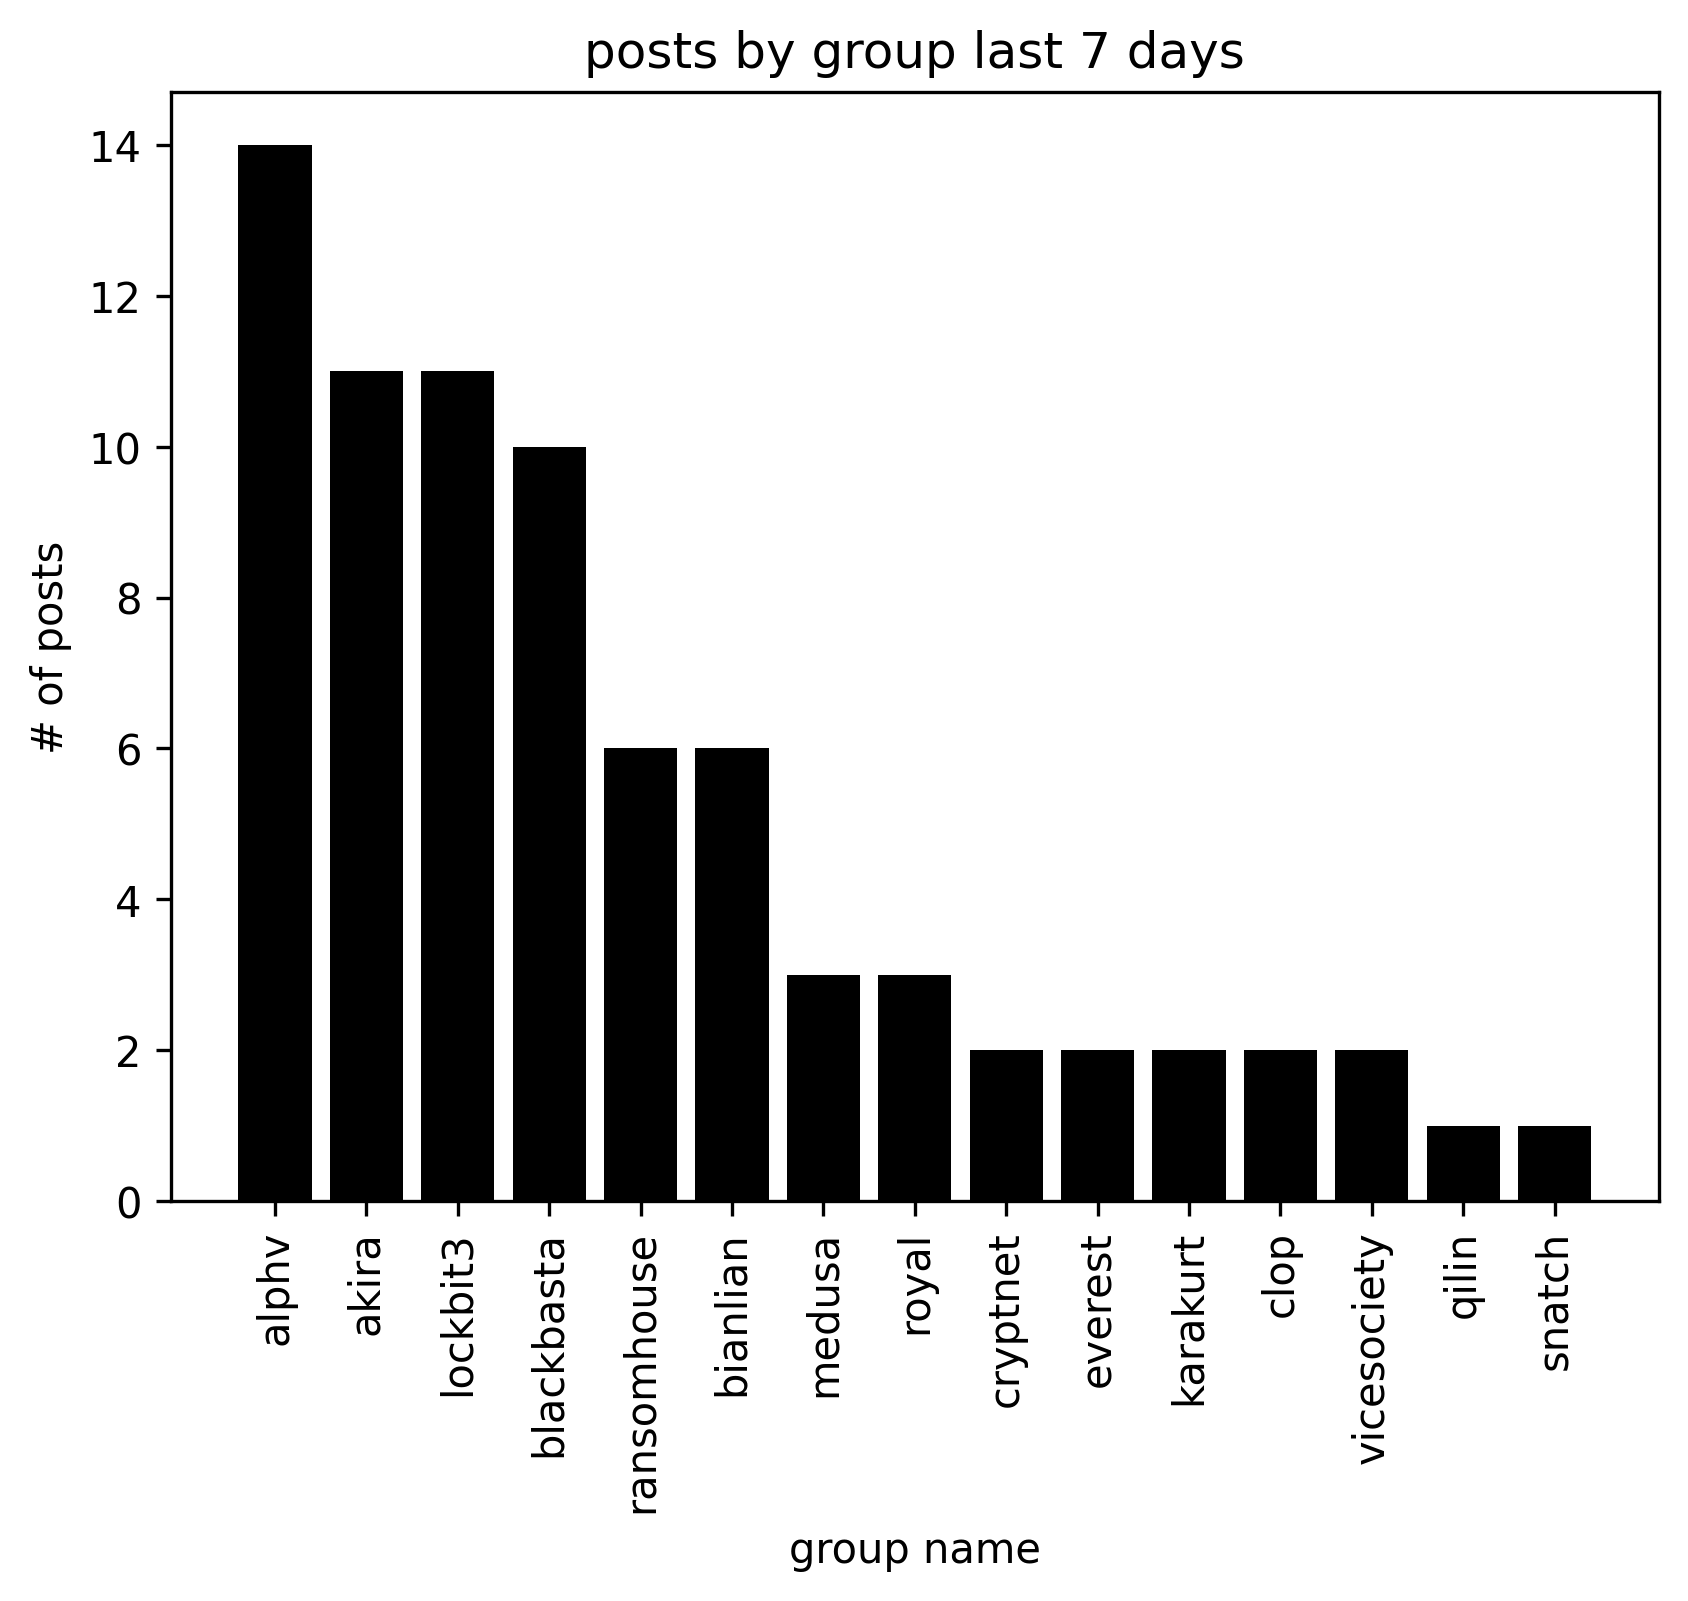 posts by group last 7 days
# of posts
14
12
10
8
6
4
2
0
alphv
akira
lockbit3
blackbasta
ransomhouse
bianlian
medusa
royal
cryptnet
everest
karakurt
clop
vicesociety
qilin
snatch
group name